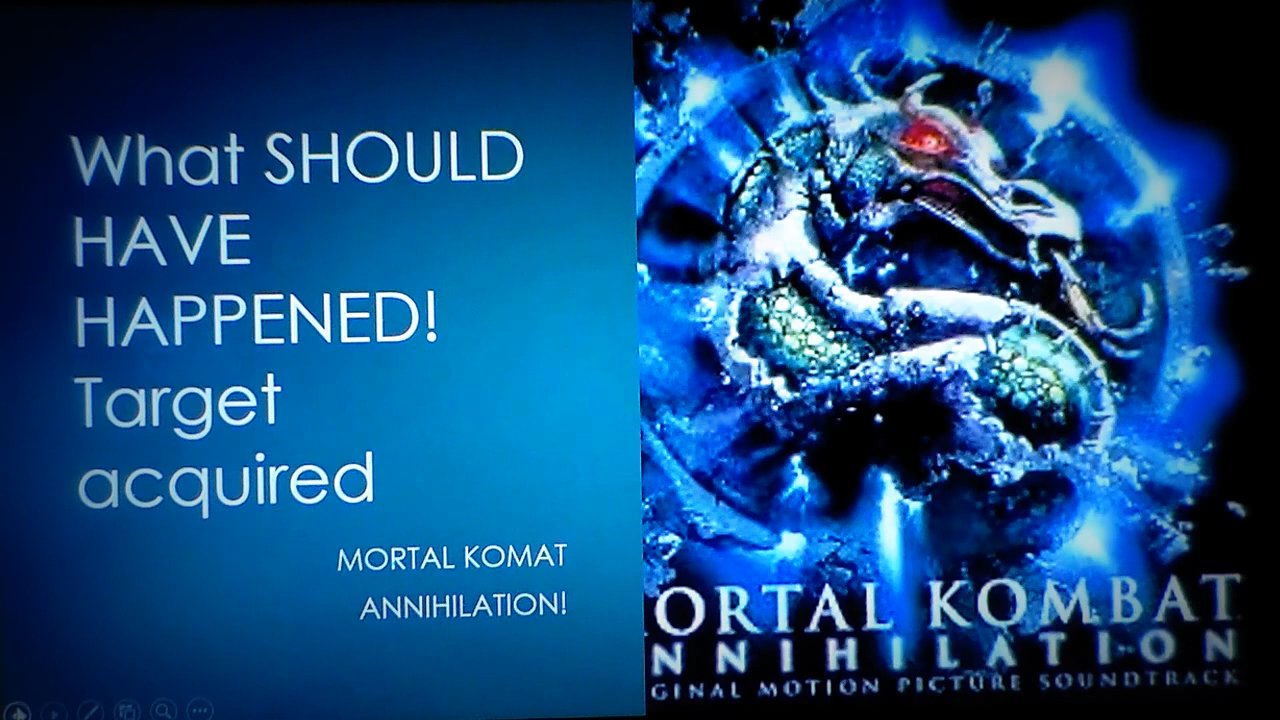 What SHOULD
HAVE
HAPPENED!
Target
acquired
MORTAL KOMAT
ANNIHILATION!
ORTAL KOMBAT
NNIHILATION
GINAL MOTION PICTURE SOUNDTRACK